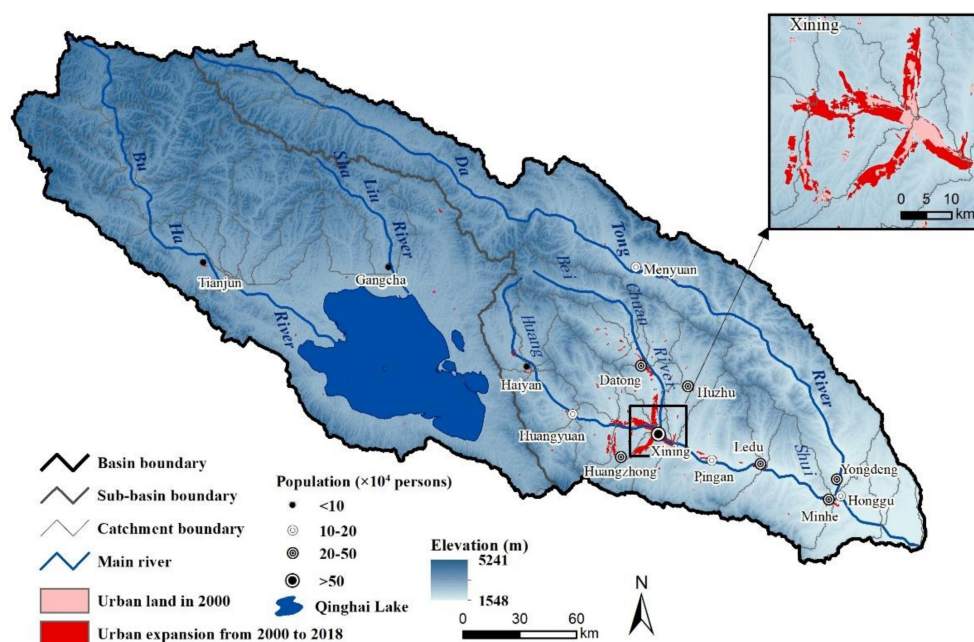 Xining
0 5 10
km
Bu
Ha
River
Sha
Liu
River
Da
Tong
River
Bei
Chuan
River
Huang
Shui
Tianjun
Gangcha
Menyuan
Haiyan
Datong
Huzhu
Huangyuan
Xining
Huangzhong
Pingan
Ledu
Yongdeng
Minhe
Honggu
Basin boundary
Sub-basin boundary
Catchment boundary
Main river
Urban land in 2000
Urban expansion from 2000 to 2018
Population (×10⁴ persons)
<10
10-20
20-50
>50
Qinghai Lake
Elevation (m)
5241
1548
0 30 60
km
N